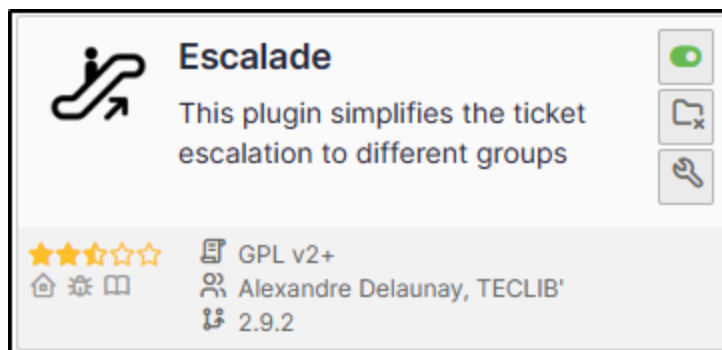 Escalade
This plugin simplifies the ticket
escalation to different groups
GPL v2+
Alexandre Delaunay, TECLIB'
2.9.2